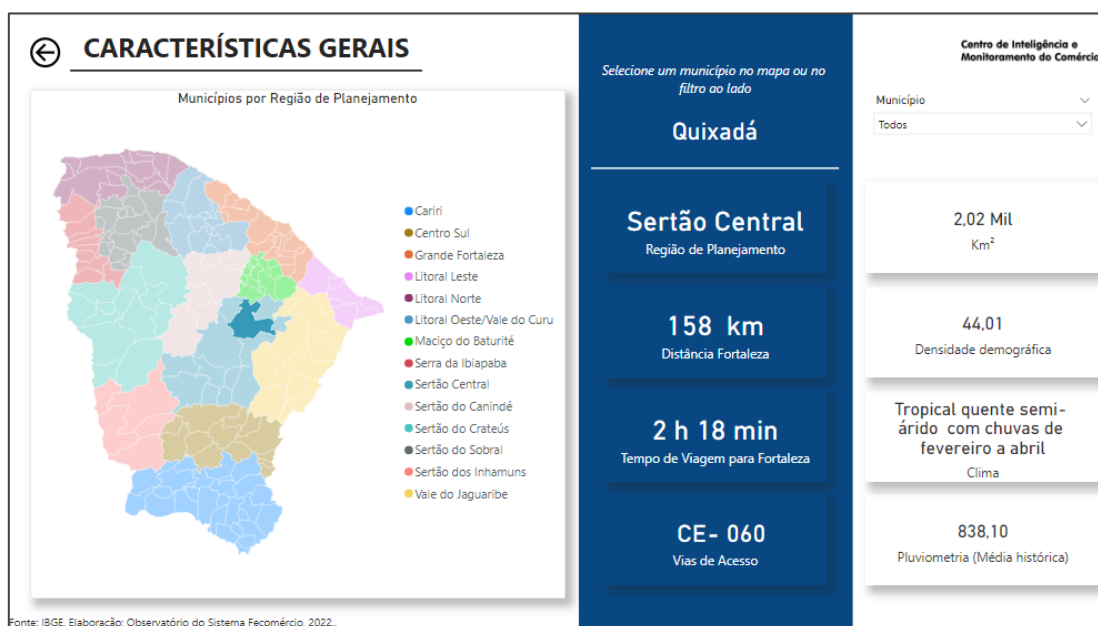 CARACTERÍSTICAS GERAIS
Municípios por Região de Planejamento
Cariri
Centro Sul
Grande Fortaleza
Litoral Leste
Litoral Norte
Litoral Oeste/Vale do Curu
Maciço do Baturité
Serra da Ibiapaba
Sertão Central
Sertão do Canindé
Sertão do Crateús
Sertão do Sobral
Sertão dos Inhamuns
Vale do Jaguaribe
Fonte: IBGE. Elaboração: Observatório do Sistema Fecomércio. 2022..
Selecione um município no mapa ou no
filtro ao lado
Quixadá
Sertão Central
Região de Planejamento
158 km
Distância Fortaleza
2 h 18 min
Tempo de Viagem para Fortaleza
CE- 060
Vias de Acesso
Centro de Inteligência e
Monitoramento do Comércio
Município
Todos
2,02 Mil
Km²
44,01
Densidade demográfica
Tropical quente semi-
árido com chuvas de
fevereiro a abril
Clima
838,10
Pluviometria (Média histórica)